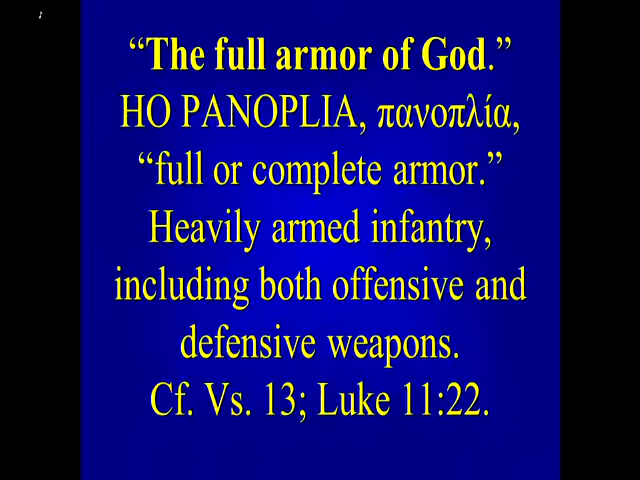 “The full armor of God.”
HO PANOPLIA, πανοπλία,
“full or complete armor.”
Heavily armed infantry,
including both offensive and
defensive weapons.
Cf. Vs. 13; Luke 11:22.